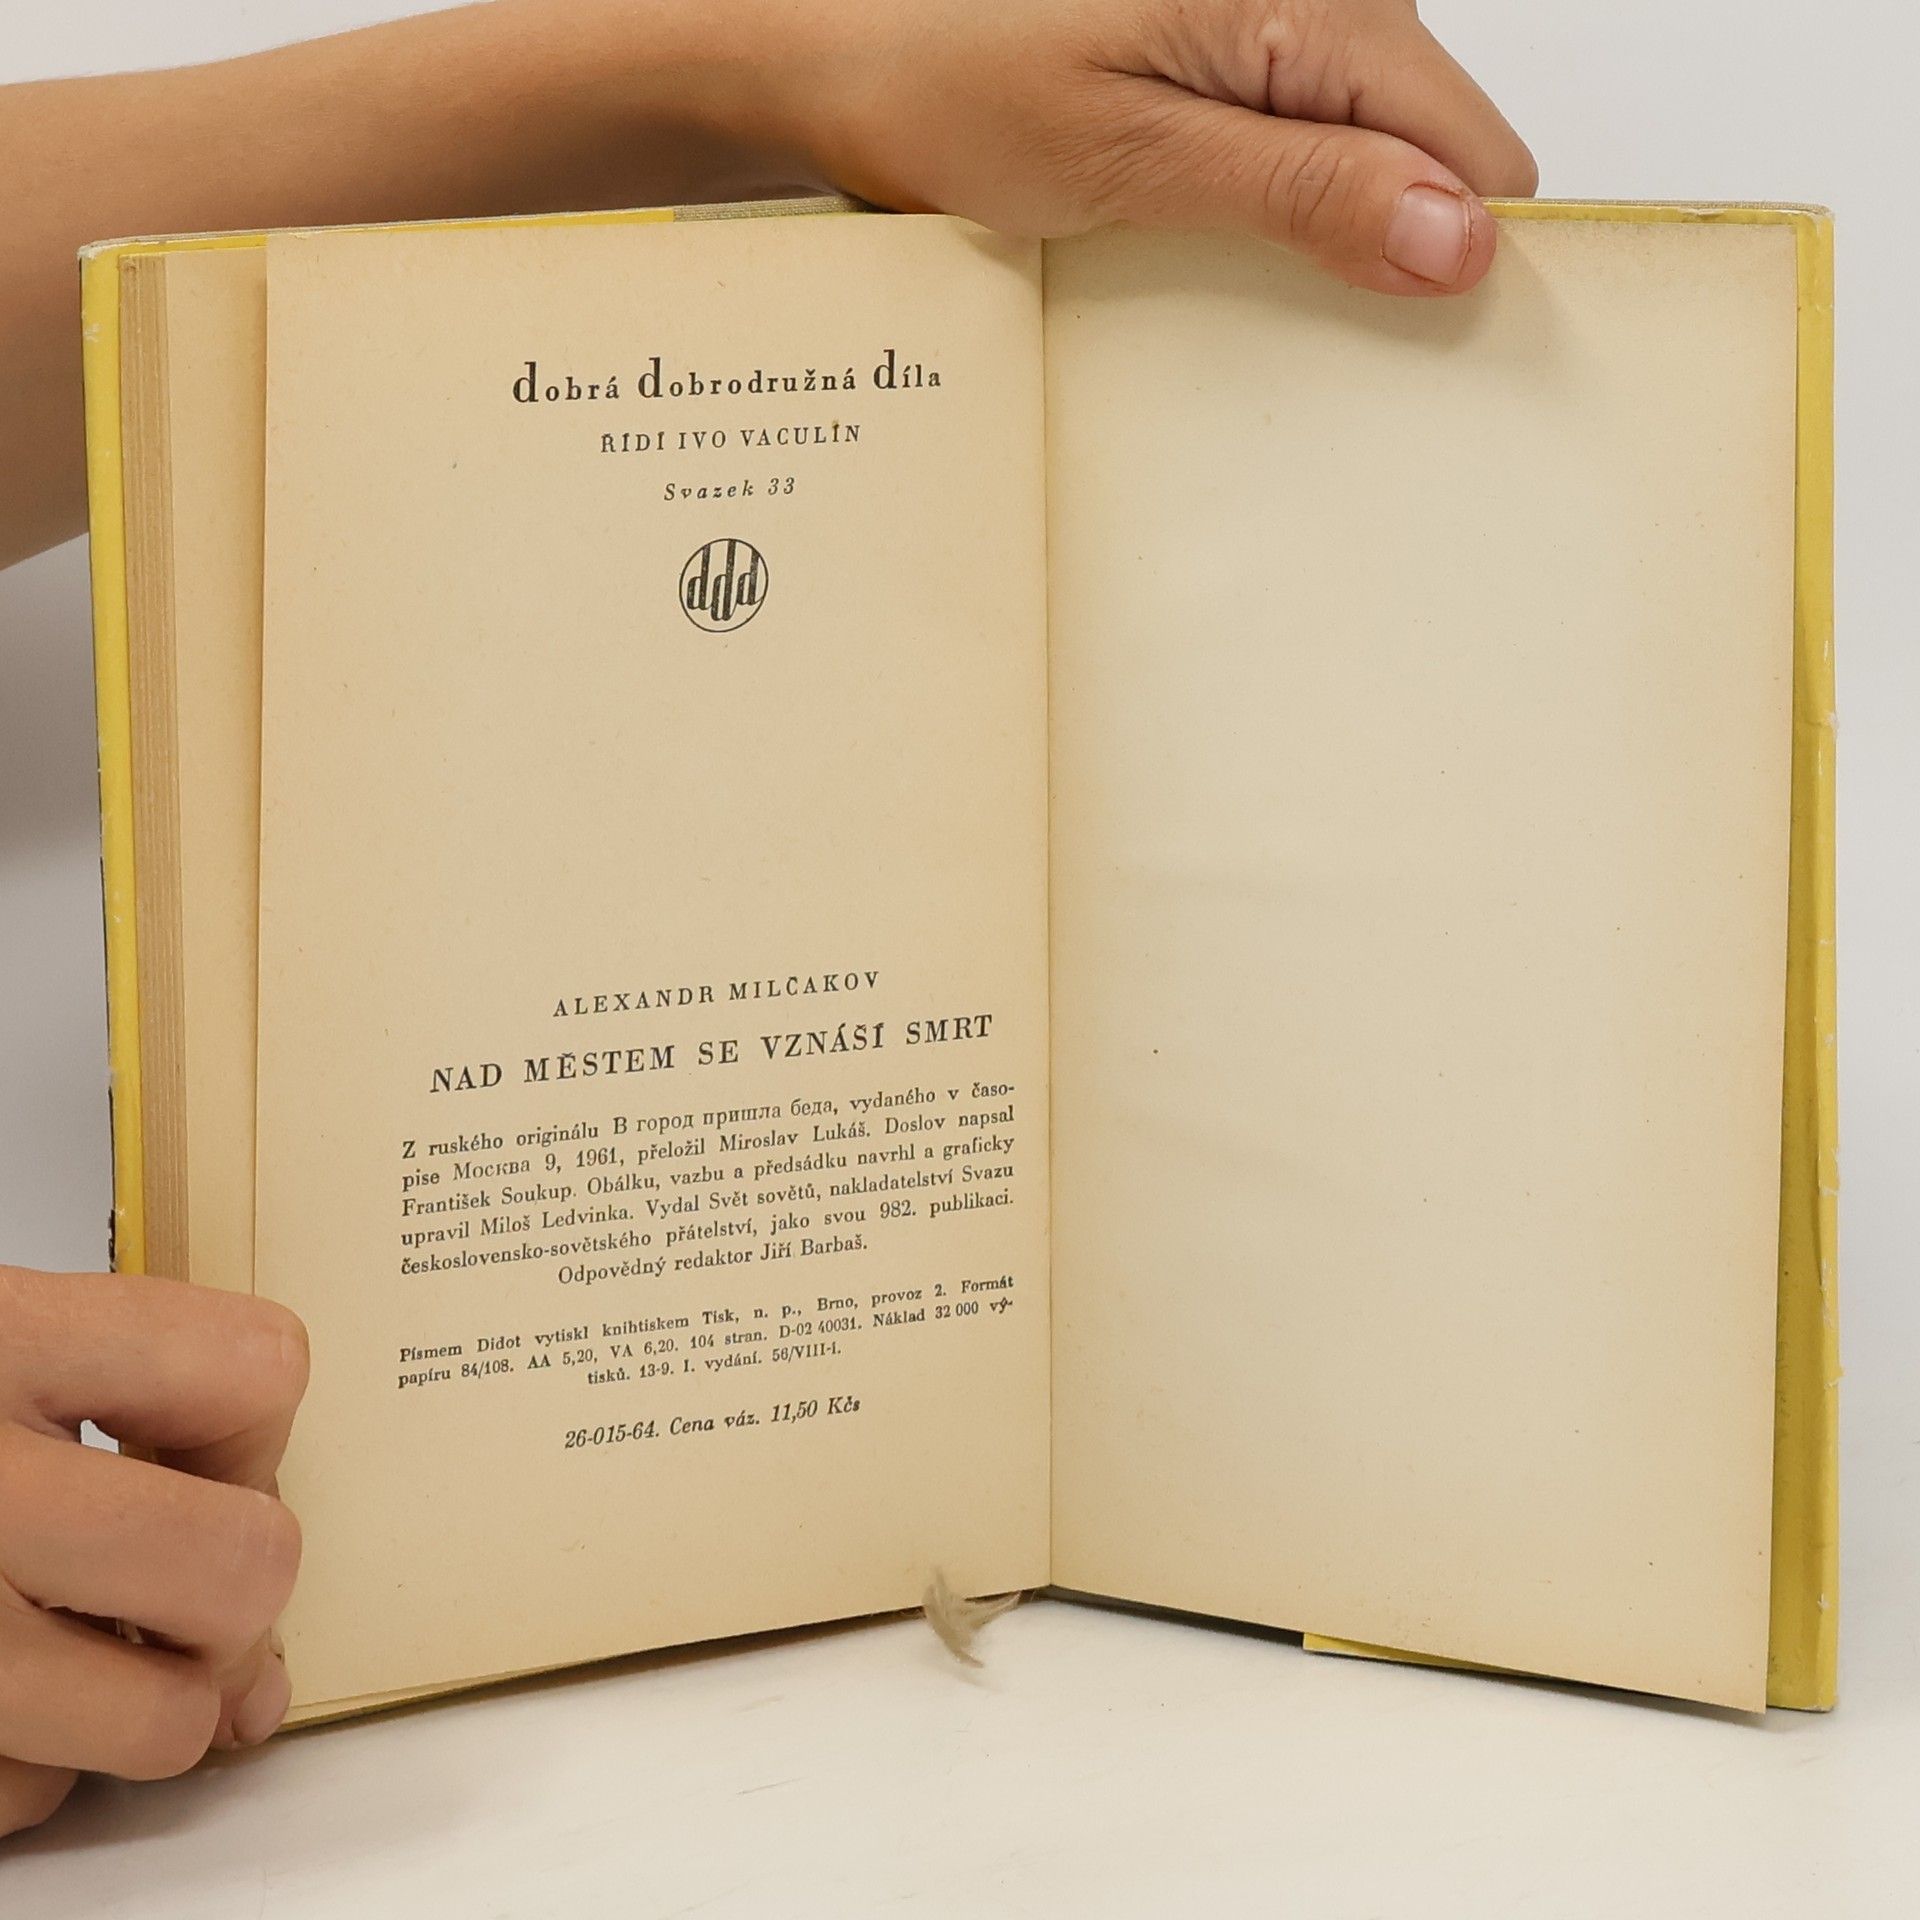 dobrá dobrodružná díla
ŘÍDÍ IVO VACULÍN
Svazek 33
ddd
ALEXANDR MILČAKOV
NAD MĚSTEM SE VZNÁŠÍ SMRT
Z ruského originálu В город пришла беда, vydaného v časo-
pise Москва 9, 1961, přeložil Miroslav Lukáš. Doslov napsal
František Soukup. Obálku, vazbu a předsádku navrhl a graficky
upravil Miloš Ledvinka. Vydal Svět sovětů, nakladatelství Svazu
československo-sovětského přátelství, jako svou 982. publikaci.
Odpovědný redaktor Jiří Barbaš.
Písmem Didot vytiskl knihtiskem Tisk, n. p., Brno, provoz 2. Formát
papíru 84/108. AA 5,20, VA 6,20. 104 stran. D-02 40031. Náklad 32 000 vý-
tisků. 13-9. I. vydání. 56/VIII-1.
26-015-64. Cena váz. 11,50 Kčs